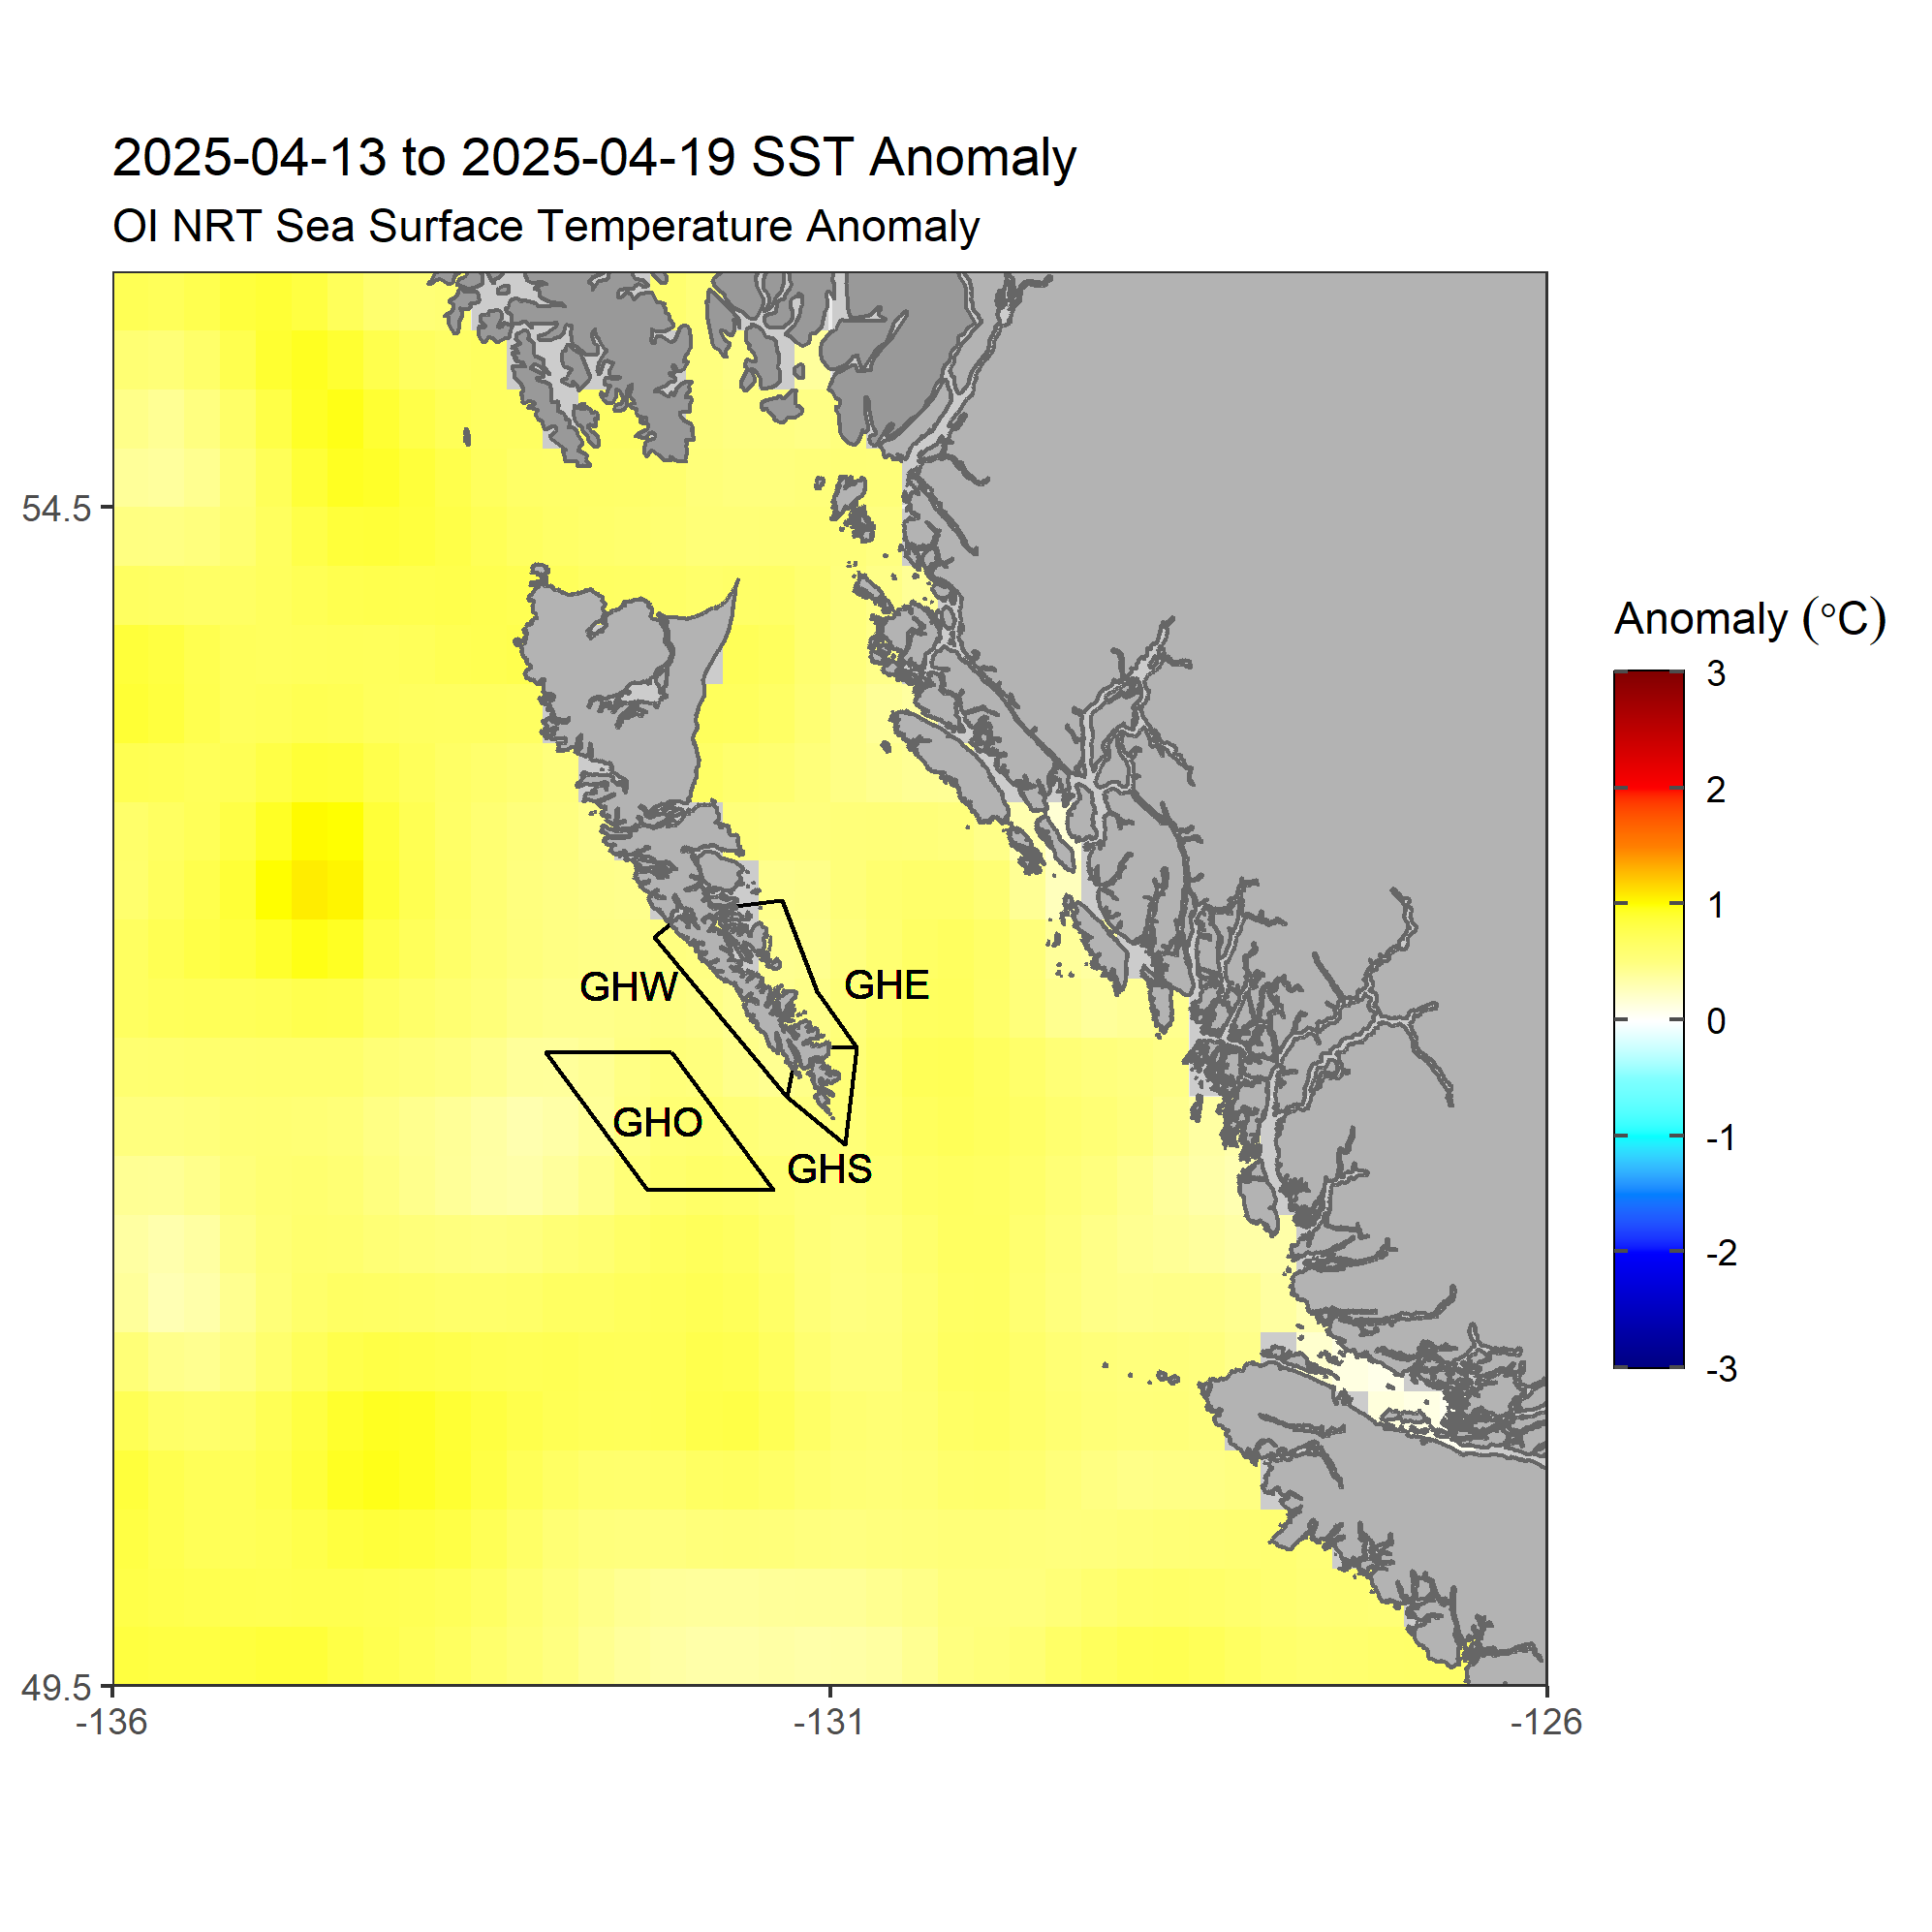 2025-04-13 to 2025-04-19 SST Anomaly
OI NRT Sea Surface Temperature Anomaly
54.5
49.5
-136
-131
-126
GHW
GHE
GHO
GHS
Anomaly (°C)
3
2
1
0
-1
-2
-3